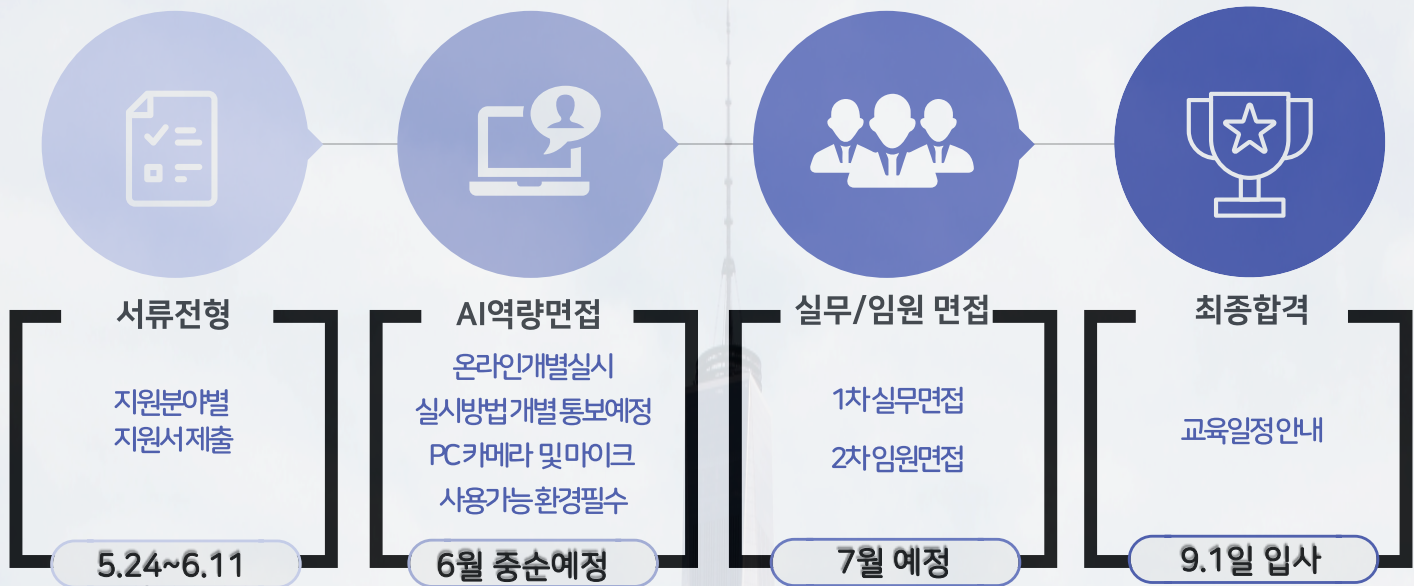 서류전형
지원분야별
지원서 제출
5.24~6.11
AI역량면접
온라인개별실시
실시방법 개별 통보예정
PC 카메라 및 마이크
사용가능 환경필수
6월 중순예정
실무/임원 면접
1차 실무면접
2차 임원면접
7월 예정
최종합격
교육일정 안내
9.1일 입사